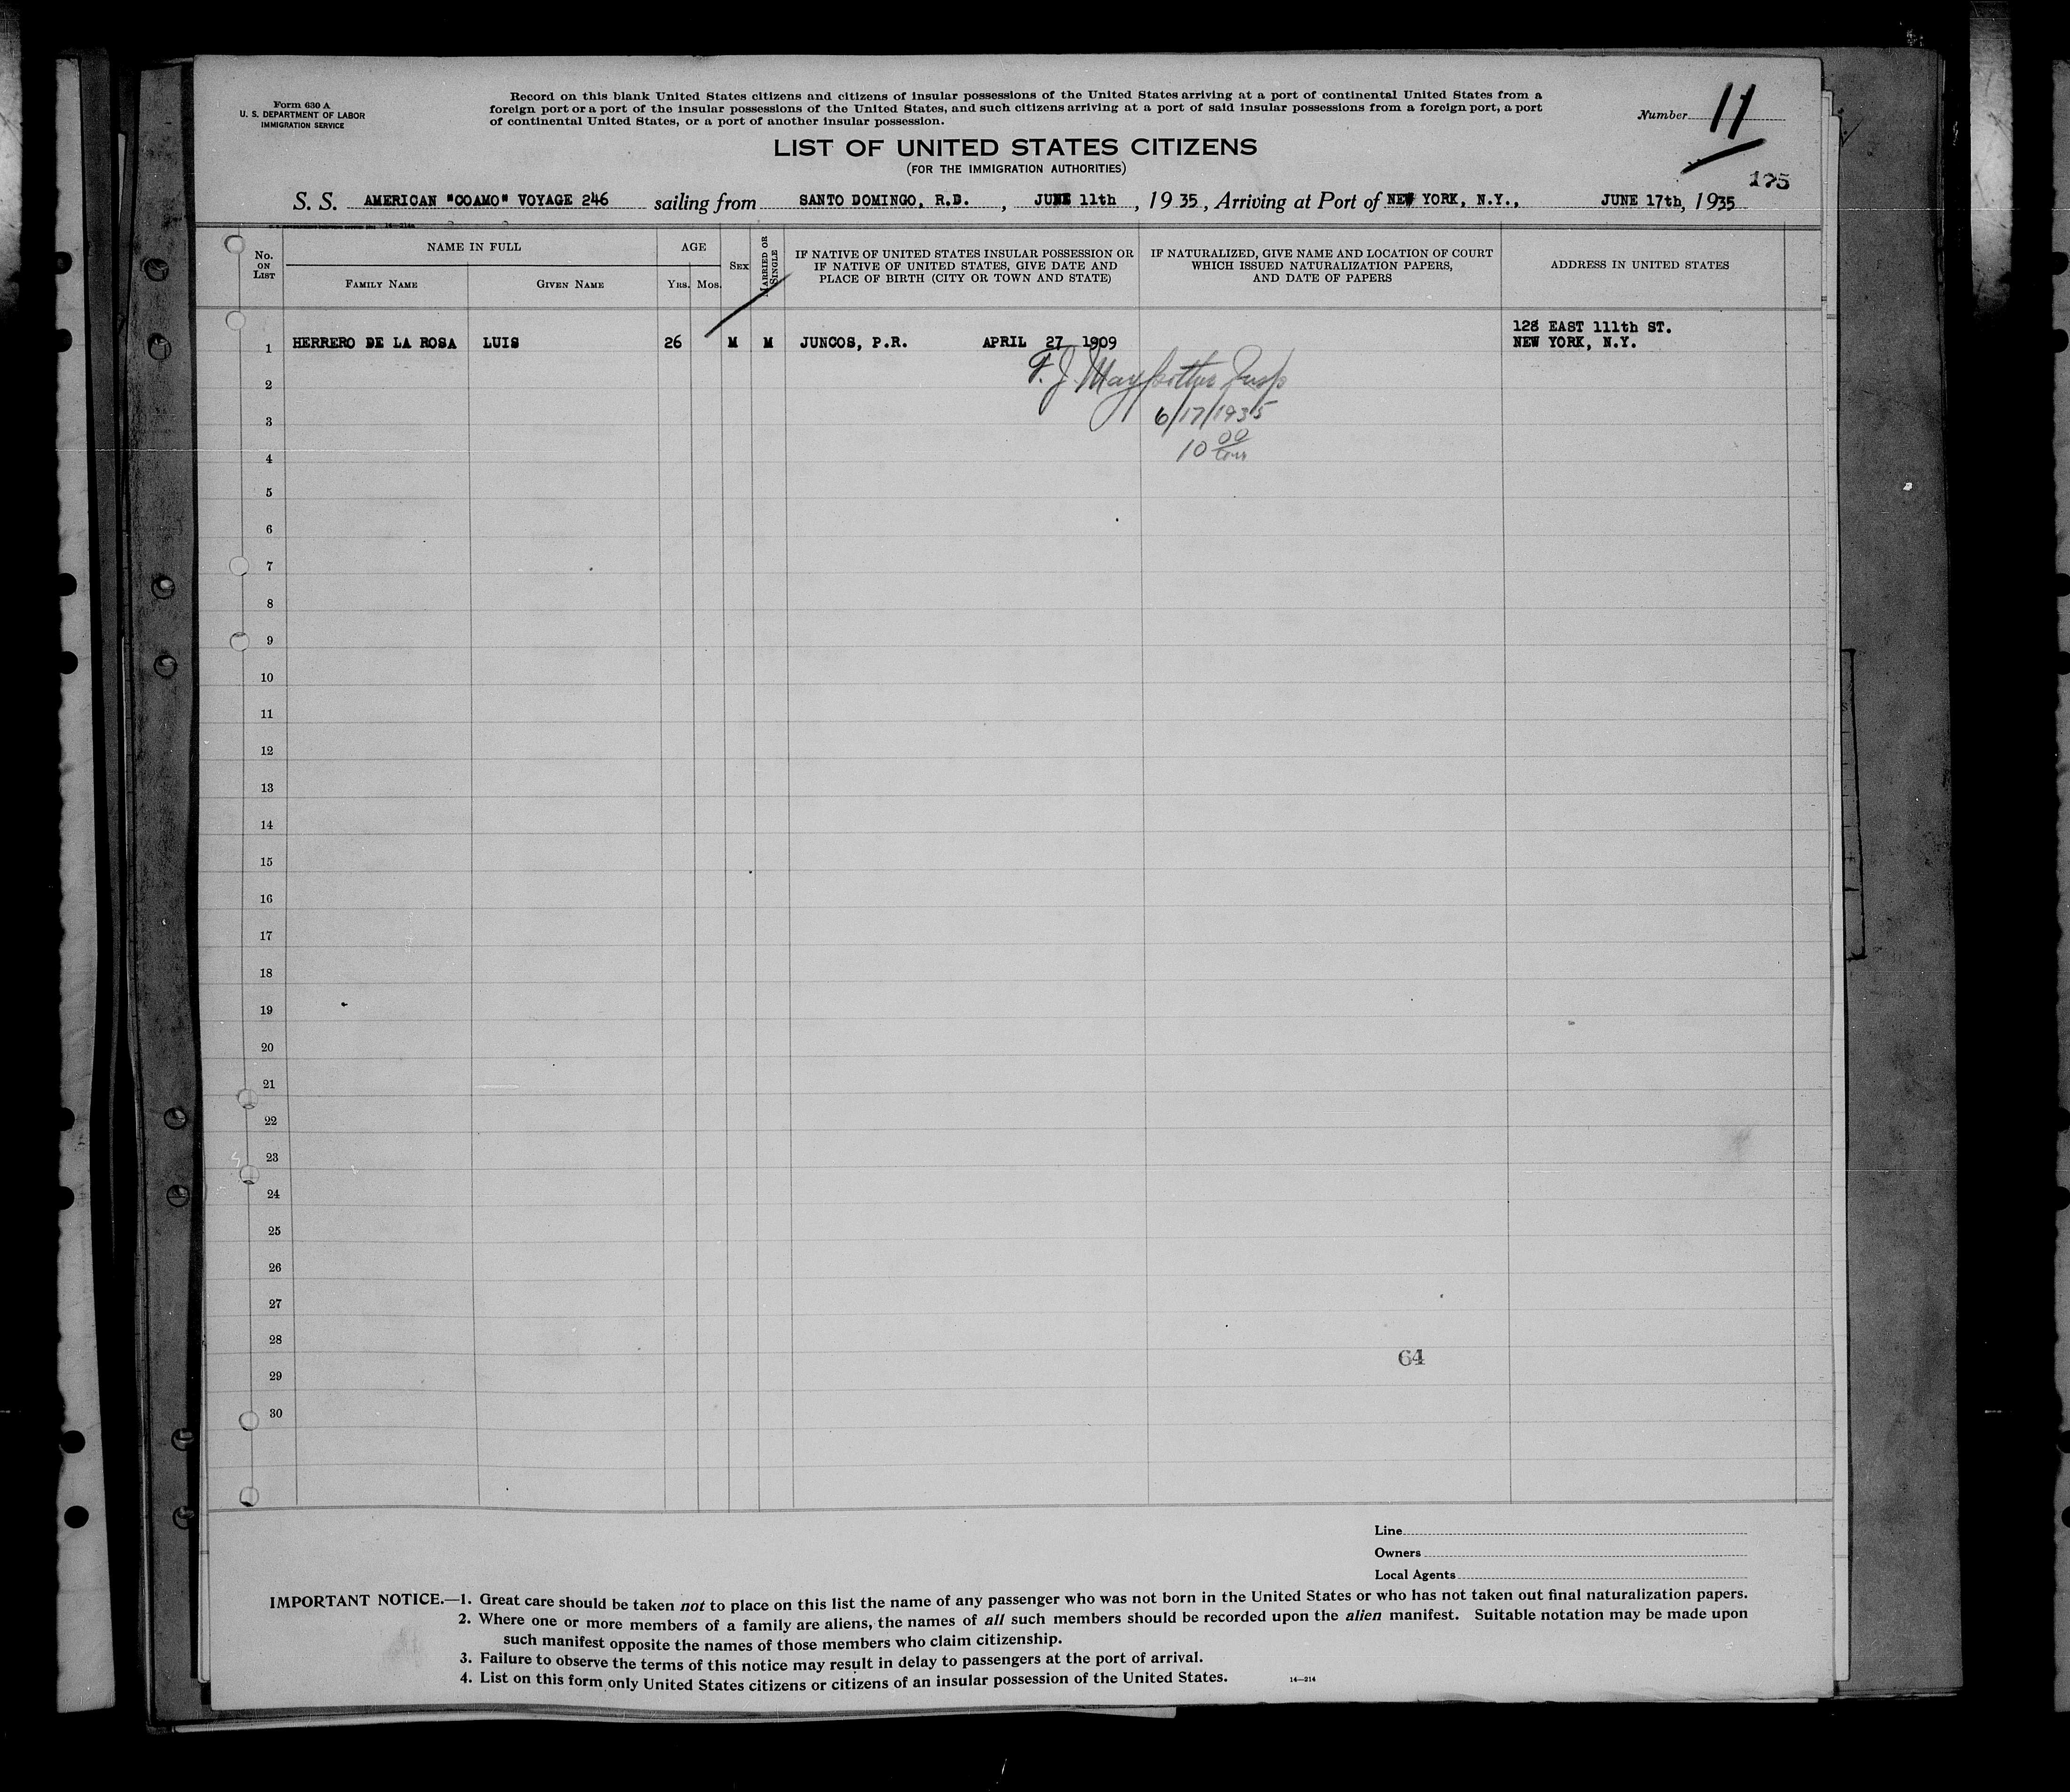 Form 630 A
U. S. DEPARTMENT OF LABOR
IMMIGRATION SERVICE
Record on this blank United States citizens and citizens of insular possessions of the United States arriving at a port of continental United States from a
foreign port or a port of the insular possessions of the United States, and such citizens arriving at a port of said insular possessions from a foreign port, a port
of continental United States, or a port of another insular possession.
Number 11
LIST OF UNITED STATES CITIZENS
(FOR THE IMMIGRATION AUTHORITIES)
S. S. AMERICAN "COAMO" VOYAGE 246 sailing from SANTO DOMINGO, R.D. , JUNE 11th , 19 35 , Arriving at Port of NEW YORK, N.Y., JUNE 17th, 1935
No. ON LIST
NAME IN FULL
FAMILY NAME
GIVEN NAME
AGE
YRS. MOS.
SEX
MARRIED OR SINGLE
IF NATIVE OF UNITED STATES INSULAR POSSESSION OR
IF NATIVE OF UNITED STATES, GIVE DATE AND
PLACE OF BIRTH (CITY OR TOWN AND STATE)
IF NATURALIZED, GIVE NAME AND LOCATION OF COURT
WHICH ISSUED NATURALIZATION PAPERS,
AND DATE OF PAPERS
ADDRESS IN UNITED STATES
1 HERRERO DE LA ROSA LUIS 26 M M JUNCOS, P.R. APRIL 27 1909 128 EAST 111th ST.
NEW YORK, N.Y.
2 F. J.
3 6/17/1935
4 10 00
5
6
7
8
9
10
11
12
13
14
15
16
17
18
19
20
21
22
23
24
25
26
27
28
64
29
30
Line
Owners
Local Agents
IMPORTANT NOTICE.—1. Great care should be taken not to place on this list the name of any passenger who was not born in the United States or who has not taken out final naturalization papers.
2. Where one or more members of a family are aliens, the names of all such members should be recorded upon the alien manifest. Suitable notation may be made upon
such manifest opposite the names of those members who claim citizenship.
3. Failure to observe the terms of this notice may result in delay to passengers at the port of arrival.
4. List on this form only United States citizens or citizens of an insular possession of the United States. 14—214